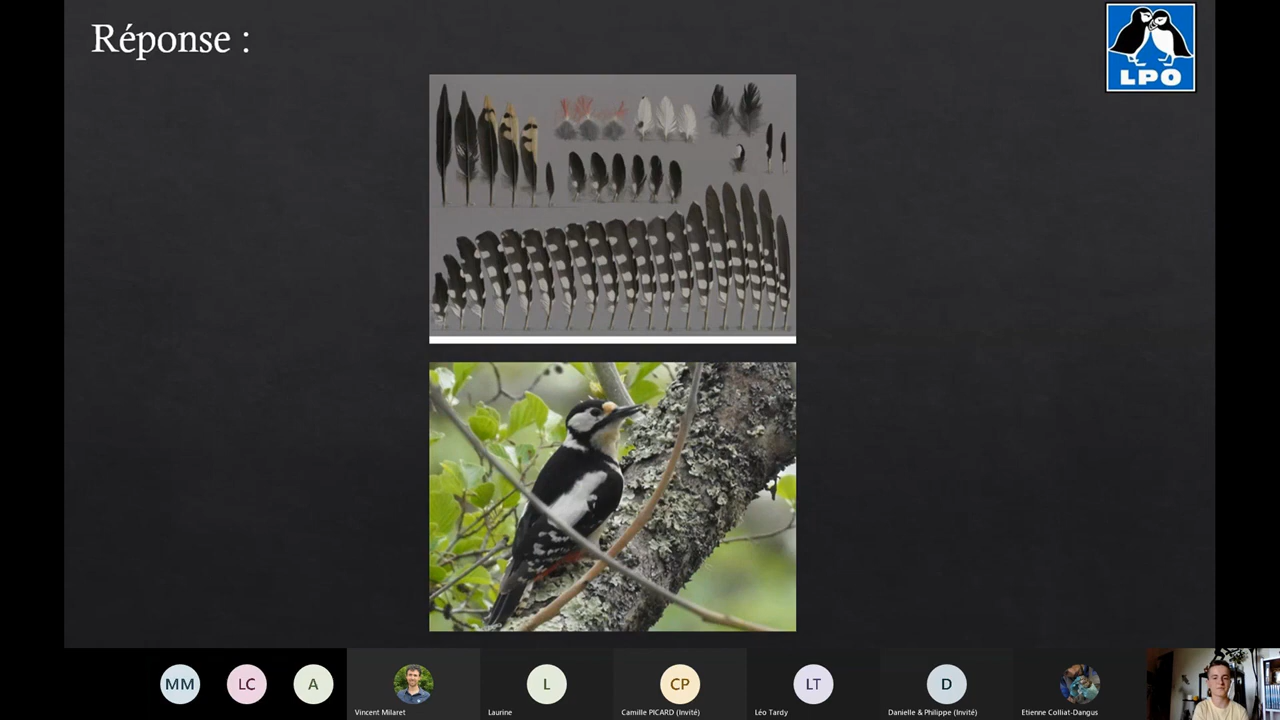 Réponse :
LPO
MM
LC
A
L
CP
LT
D
Vincent Milaret
Laurine
Camille PICARD (Invité)
Léo Tardy
Danielle & Philippe (Invité)
Etienne Colliat-Dangus